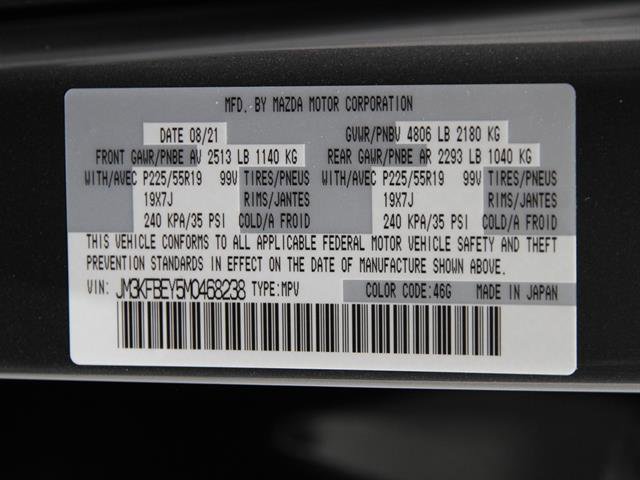 MFD. BY MAZDA MOTOR CORPORATION
DATE 08/21 GVWR/PNBV 4806 LB 2180 KG
FRONT GAWR/PNBE AV 2513 LB 1140 KG REAR GAWR/PNBE AR 2293 LB 1040 KG
WITH/AVEC P225/55R19 99V TIRES/PNEUS WITH/AVEC P225/55R19 99V TIRES/PNEUS
19X7J RIMS/JANTES 19X7J RIMS/JANTES
240 KPA/35 PSI COLD/A FROID 240 KPA/35 PSI COLD/A FROID
THIS VEHICLE CONFORMS TO ALL APPLICABLE FEDERAL MOTOR VEHICLE SAFETY AND THEFT
PREVENTION STANDARDS IN EFFECT ON THE DATE OF MANUFACTURE SHOWN ABOVE.
VIN: JM3KFBEY5M0468238 TYPE:MPV COLOR CODE:46G MADE IN JAPAN